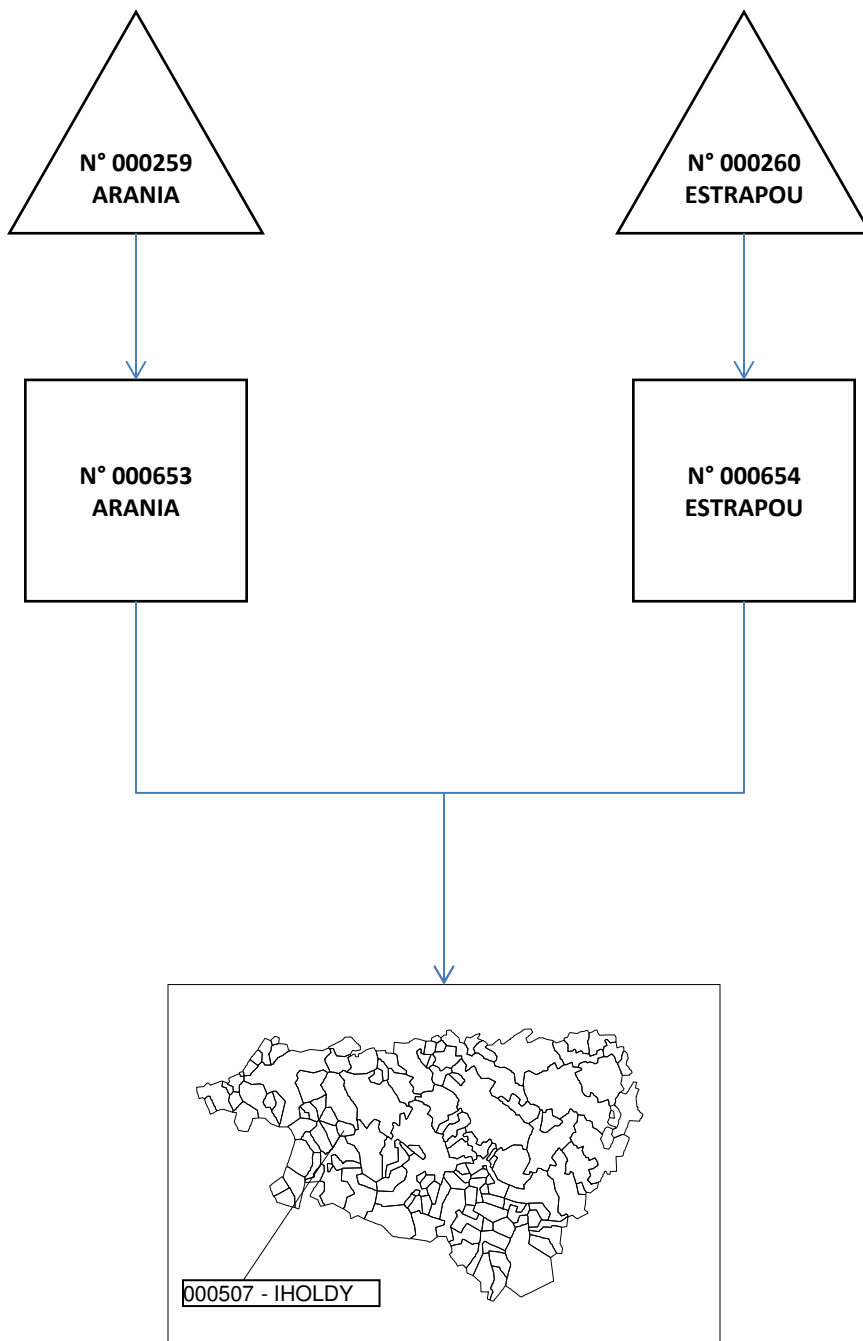 N° 000259
ARANIA
N° 000260
ESTRAPOU
N° 000653
ARANIA
N° 000654
ESTRAPOU
000507 - IHOLDY